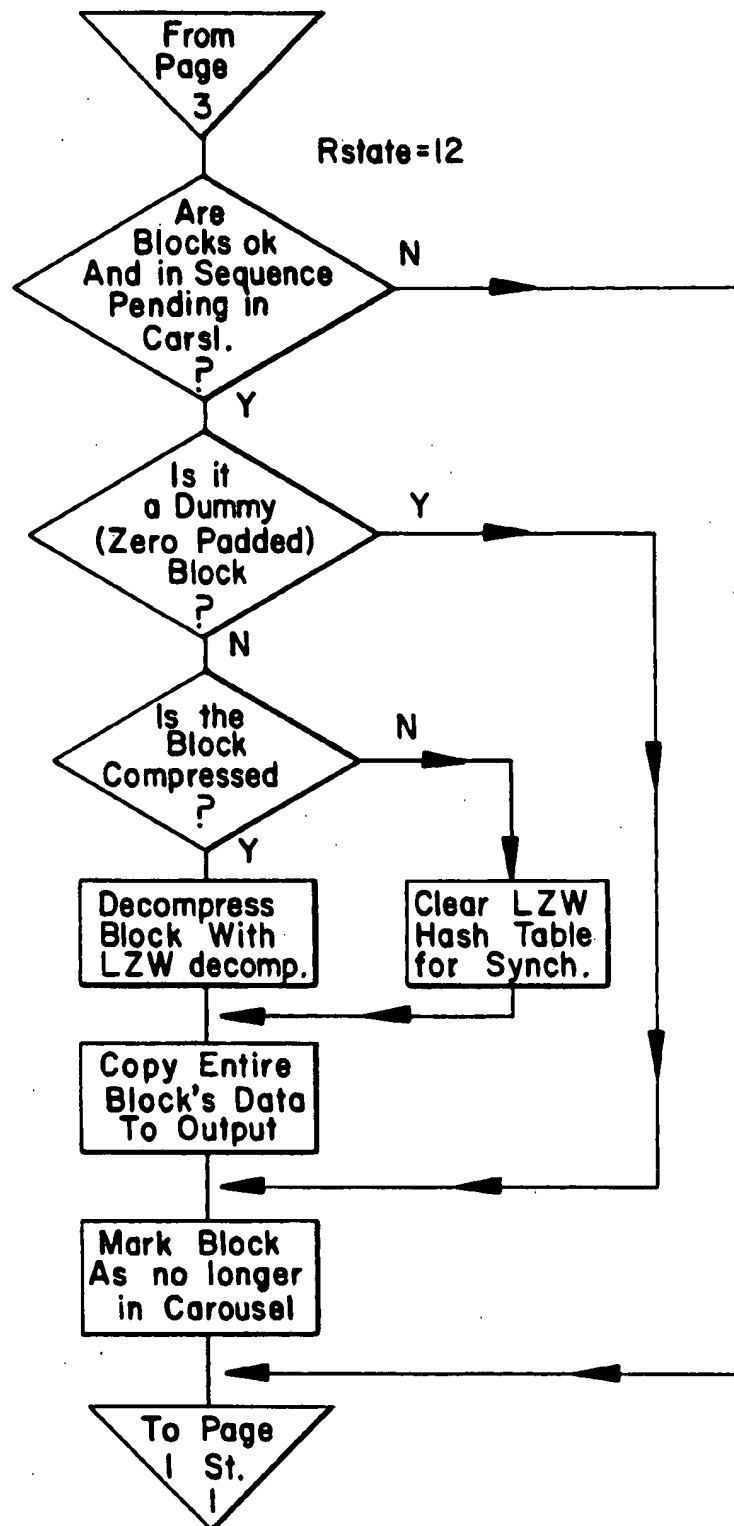 From
Page
3
Rstate=12
Are
Blocks ok
And in Sequence
Pending in
Carsl.
?
N
Y
Is it
a Dummy
(Zero Padded)
Block
?
Y
N
Is the
Block
Compressed
?
N
Y
Decompress
Block With
LZW decomp.
Clear LZW
Hash Table
for Synch.
Copy Entire
Block's Data
To Output
Mark Block
As no longer
in Carousel
To Page
1 St.
1